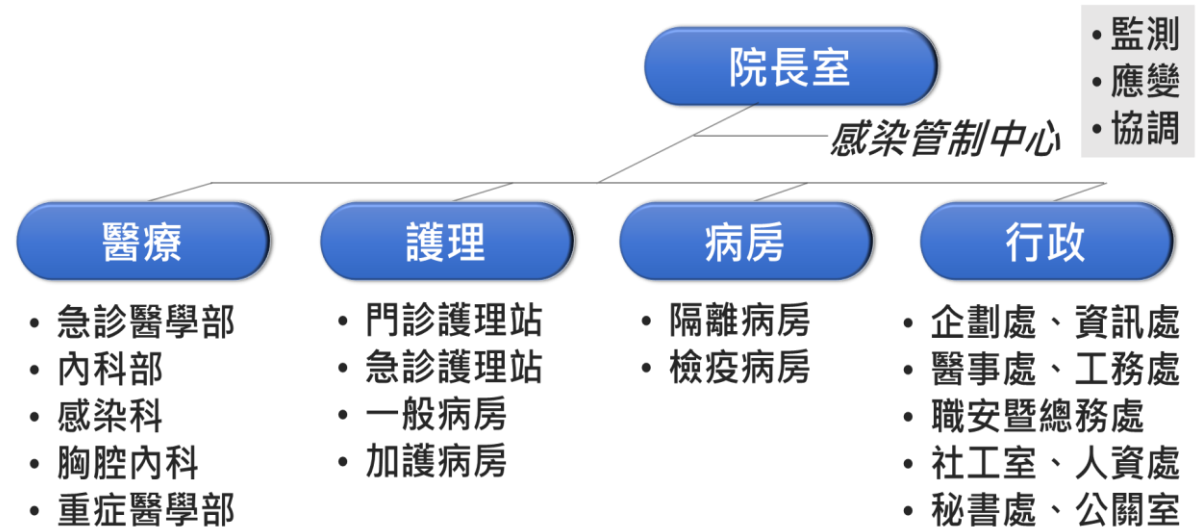 院長室
• 監測
• 應變
• 協調
感染管制中心
醫療
• 急診醫學部
• 內科部
• 感染科
• 胸腔內科
• 重症醫學部
護理
• 門診護理站
• 急診護理站
• 一般病房
• 加護病房
病房
• 隔離病房
• 檢疫病房
行政
• 企劃處、資訊處
• 醫事處、工務處
• 職安暨總務處
• 社工室、人資處
• 秘書處、公關室